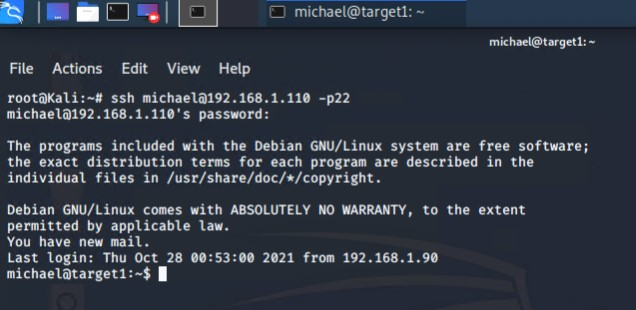 michael@target1: ~
michael@target1: ~
File Actions Edit View Help
root@Kali:~# ssh michael@192.168.1.110 -p22
michael@192.168.1.110's password:
The programs included with the Debian GNU/Linux system are free software;
the exact distribution terms for each program are described in the
individual files in /usr/share/doc/*/copyright.
Debian GNU/Linux comes with ABSOLUTELY NO WARRANTY, to the extent
permitted by applicable law.
You have new mail.
Last login: Thu Oct 28 00:53:00 2021 from 192.168.1.90
michael@target1:~$